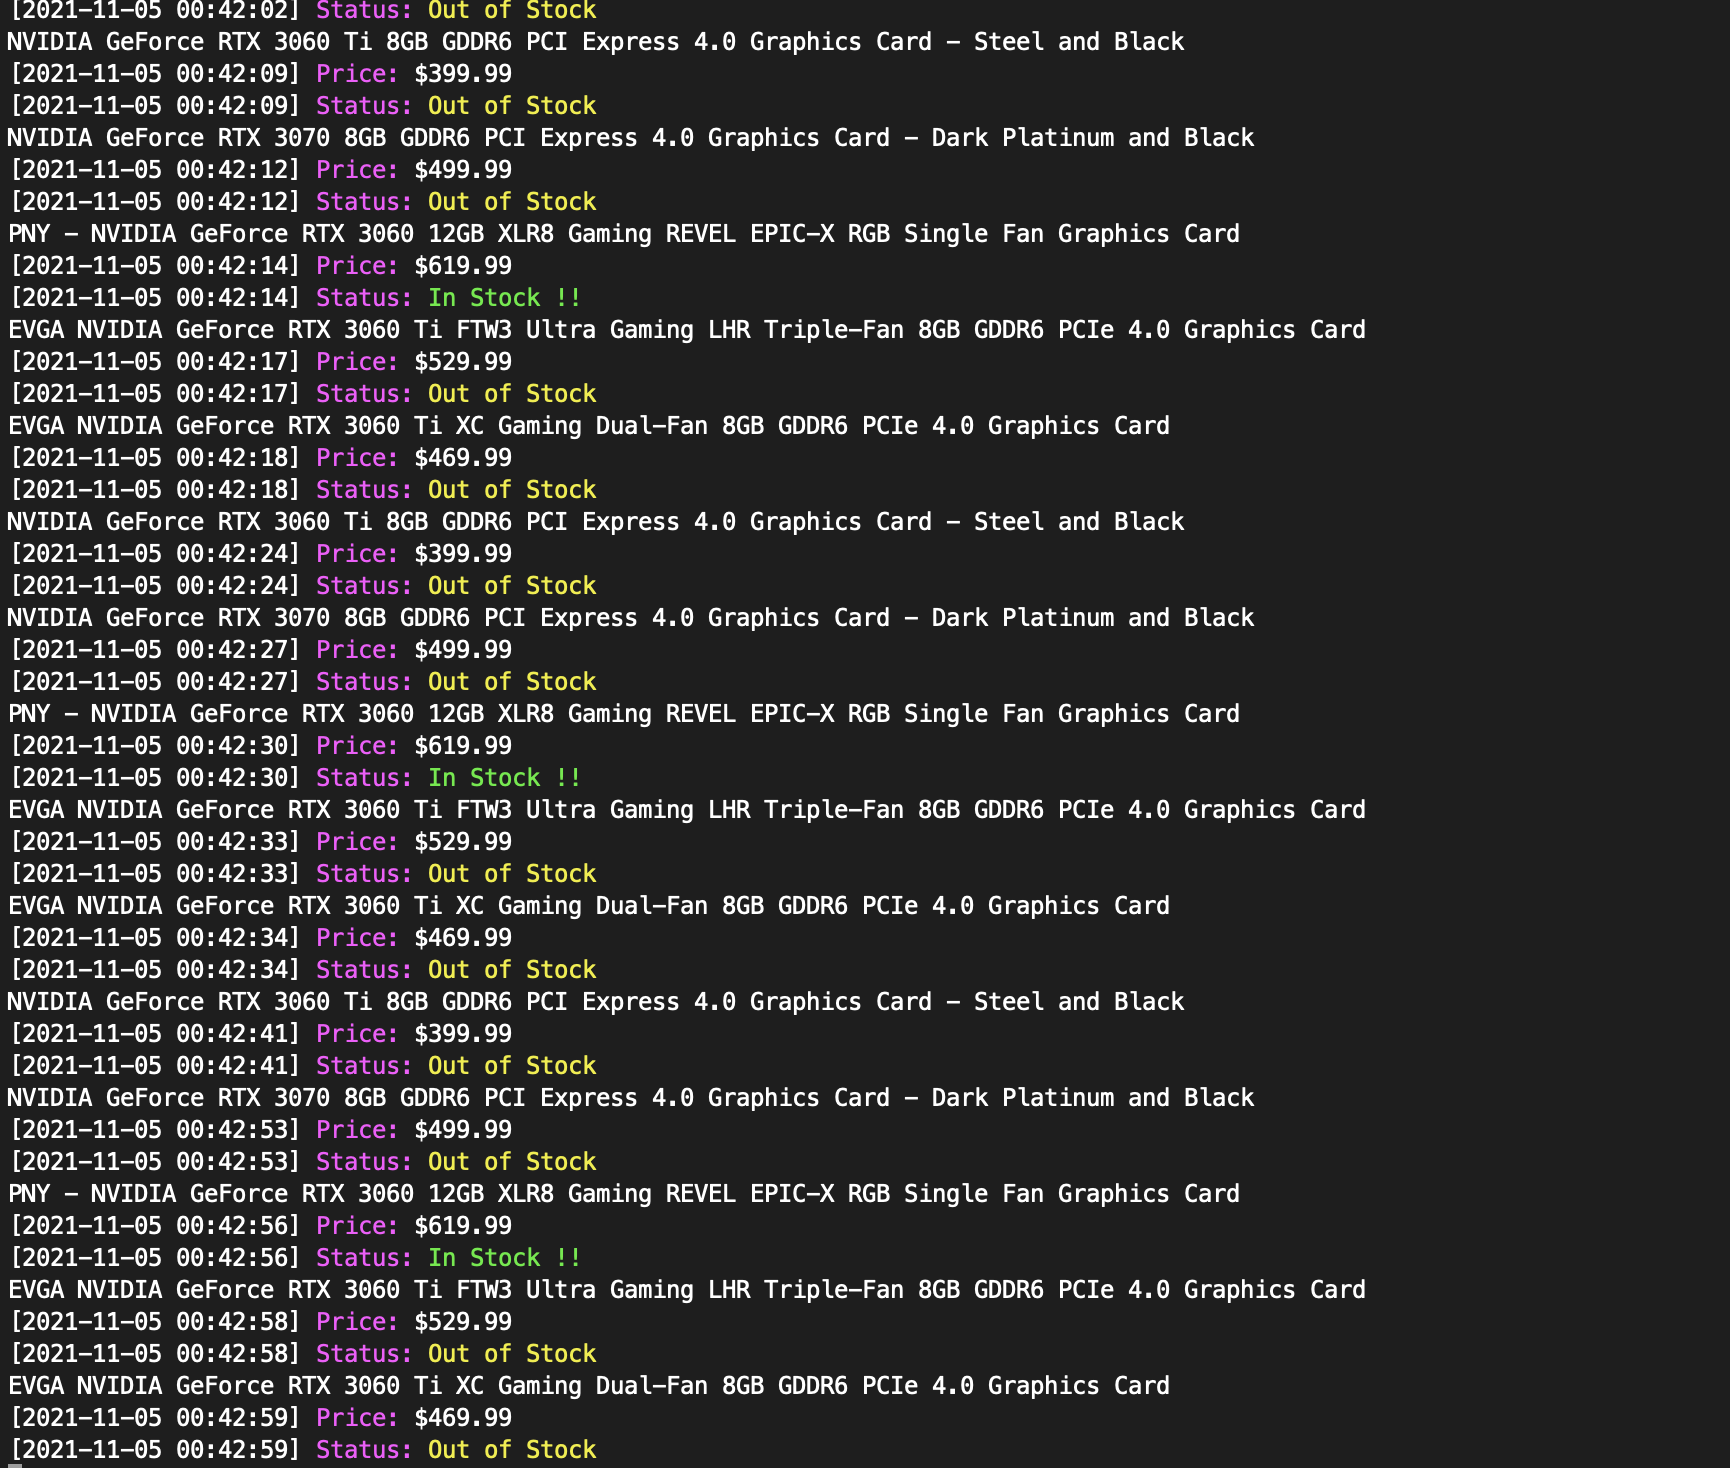 [2021-11-05 00:42:02] Status: Out of Stock
NVIDIA GeForce RTX 3060 Ti 8GB GDDR6 PCI Express 4.0 Graphics Card - Steel and Black
[2021-11-05 00:42:09] Price: $399.99
[2021-11-05 00:42:09] Status: Out of Stock
NVIDIA GeForce RTX 3070 8GB GDDR6 PCI Express 4.0 Graphics Card - Dark Platinum and Black
[2021-11-05 00:42:12] Price: $499.99
[2021-11-05 00:42:12] Status: Out of Stock
PNY - NVIDIA GeForce RTX 3060 12GB XLR8 Gaming REVEL EPIC-X RGB Single Fan Graphics Card
[2021-11-05 00:42:14] Price: $619.99
[2021-11-05 00:42:14] Status: In Stock !!
EVGA NVIDIA GeForce RTX 3060 Ti FTW3 Ultra Gaming LHR Triple-Fan 8GB GDDR6 PCIe 4.0 Graphics Card
[2021-11-05 00:42:17] Price: $529.99
[2021-11-05 00:42:17] Status: Out of Stock
EVGA NVIDIA GeForce RTX 3060 Ti XC Gaming Dual-Fan 8GB GDDR6 PCIe 4.0 Graphics Card
[2021-11-05 00:42:18] Price: $469.99
[2021-11-05 00:42:18] Status: Out of Stock
NVIDIA GeForce RTX 3060 Ti 8GB GDDR6 PCI Express 4.0 Graphics Card - Steel and Black
[2021-11-05 00:42:24] Price: $399.99
[2021-11-05 00:42:24] Status: Out of Stock
NVIDIA GeForce RTX 3070 8GB GDDR6 PCI Express 4.0 Graphics Card - Dark Platinum and Black
[2021-11-05 00:42:27] Price: $499.99
[2021-11-05 00:42:27] Status: Out of Stock
PNY - NVIDIA GeForce RTX 3060 12GB XLR8 Gaming REVEL EPIC-X RGB Single Fan Graphics Card
[2021-11-05 00:42:30] Price: $619.99
[2021-11-05 00:42:30] Status: In Stock !!
EVGA NVIDIA GeForce RTX 3060 Ti FTW3 Ultra Gaming LHR Triple-Fan 8GB GDDR6 PCIe 4.0 Graphics Card
[2021-11-05 00:42:33] Price: $529.99
[2021-11-05 00:42:33] Status: Out of Stock
EVGA NVIDIA GeForce RTX 3060 Ti XC Gaming Dual-Fan 8GB GDDR6 PCIe 4.0 Graphics Card
[2021-11-05 00:42:34] Price: $469.99
[2021-11-05 00:42:34] Status: Out of Stock
NVIDIA GeForce RTX 3060 Ti 8GB GDDR6 PCI Express 4.0 Graphics Card - Steel and Black
[2021-11-05 00:42:41] Price: $399.99
[2021-11-05 00:42:41] Status: Out of Stock
NVIDIA GeForce RTX 3070 8GB GDDR6 PCI Express 4.0 Graphics Card - Dark Platinum and Black
[2021-11-05 00:42:53] Price: $499.99
[2021-11-05 00:42:53] Status: Out of Stock
PNY - NVIDIA GeForce RTX 3060 12GB XLR8 Gaming REVEL EPIC-X RGB Single Fan Graphics Card
[2021-11-05 00:42:56] Price: $619.99
[2021-11-05 00:42:56] Status: In Stock !!
EVGA NVIDIA GeForce RTX 3060 Ti FTW3 Ultra Gaming LHR Triple-Fan 8GB GDDR6 PCIe 4.0 Graphics Card
[2021-11-05 00:42:58] Price: $529.99
[2021-11-05 00:42:58] Status: Out of Stock
EVGA NVIDIA GeForce RTX 3060 Ti XC Gaming Dual-Fan 8GB GDDR6 PCIe 4.0 Graphics Card
[2021-11-05 00:42:59] Price: $469.99
[2021-11-05 00:42:59] Status: Out of Stock